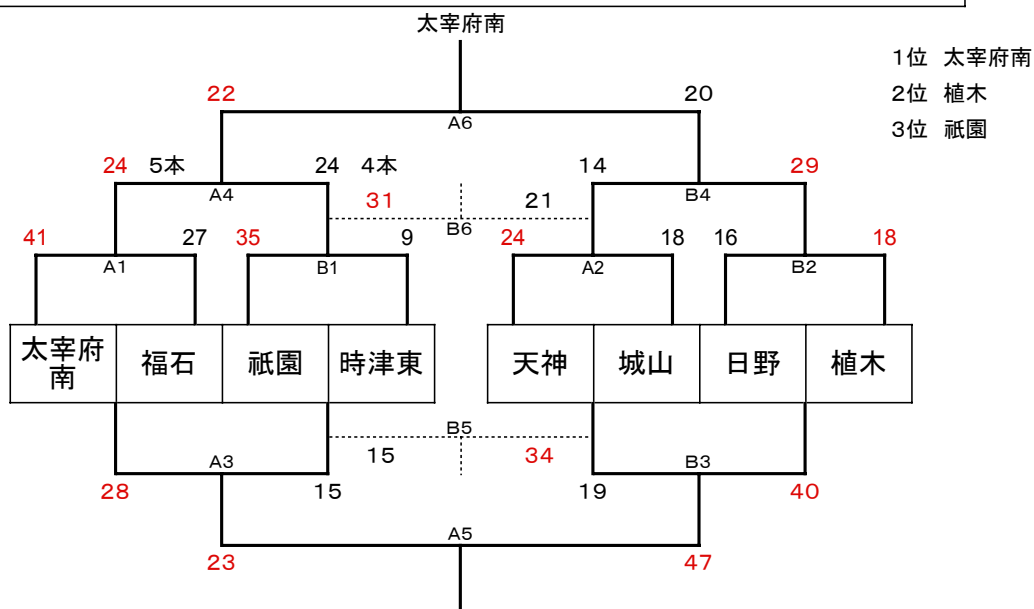 太宰府南
1位 太宰府南
2位 植木
3位 祇園
22 20
A6
24 5本 24 4本 14 29
A4 B4
31 21
B6
41 27 35 9 24 18 16 18
A1 B1 A2 B2
太宰府南 福石 祇園 時津東 天神 城山 日野 植木
B5
15 34
A3 B3
28 15 19 40
A5
23 47